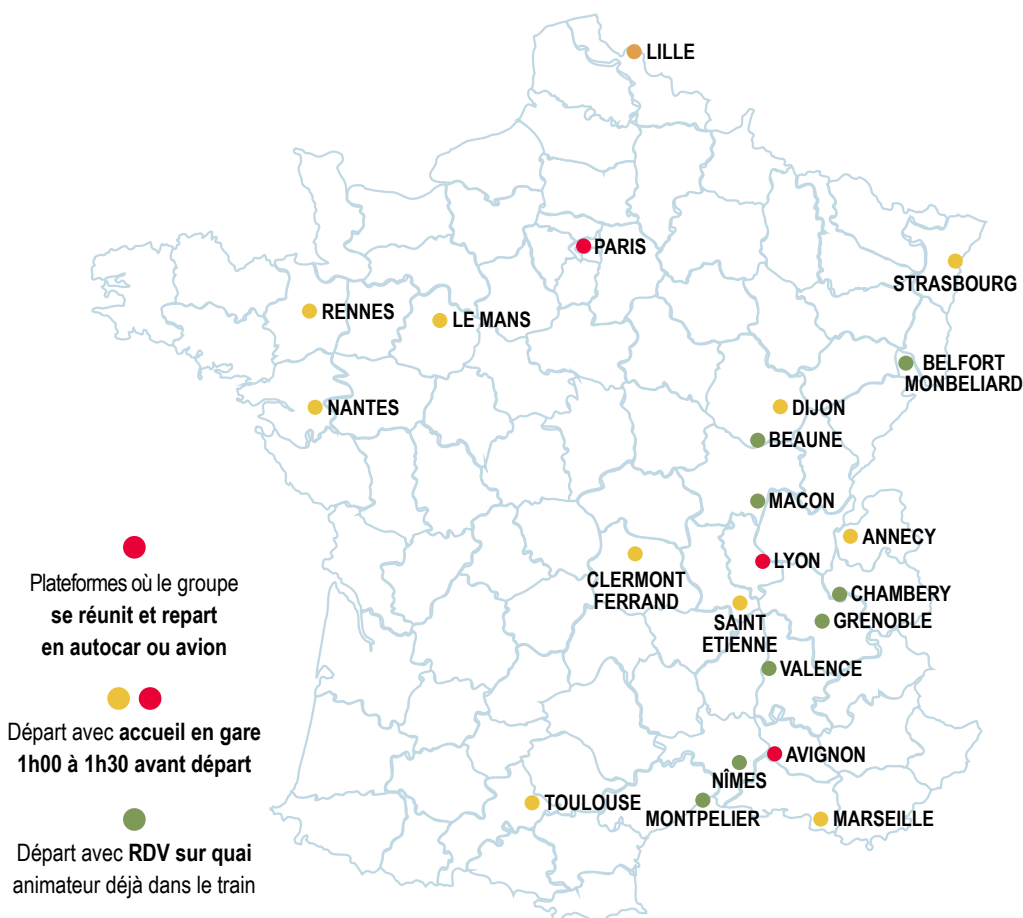 LILLE
PARIS
STRASBOURG
RENNES
LE MANS
BELFORT
MONBELIARD
NANTES
DIJON
BEAUNE
MACON
ANNECY
LYON
CLERMONT
FERRAND
CHAMBERY
SAINT
ETIENNE
GRENOBLE
VALENCE
AVIGNON
NÎMES
TOULOUSE
MONTPELIER
MARSEILLE
Plateformes où le groupe
se réunit et repart
en autocar ou avion
Départ avec accueil en gare
1h00 à 1h30 avant départ
Départ avec RDV sur quai
animateur déjà dans le train